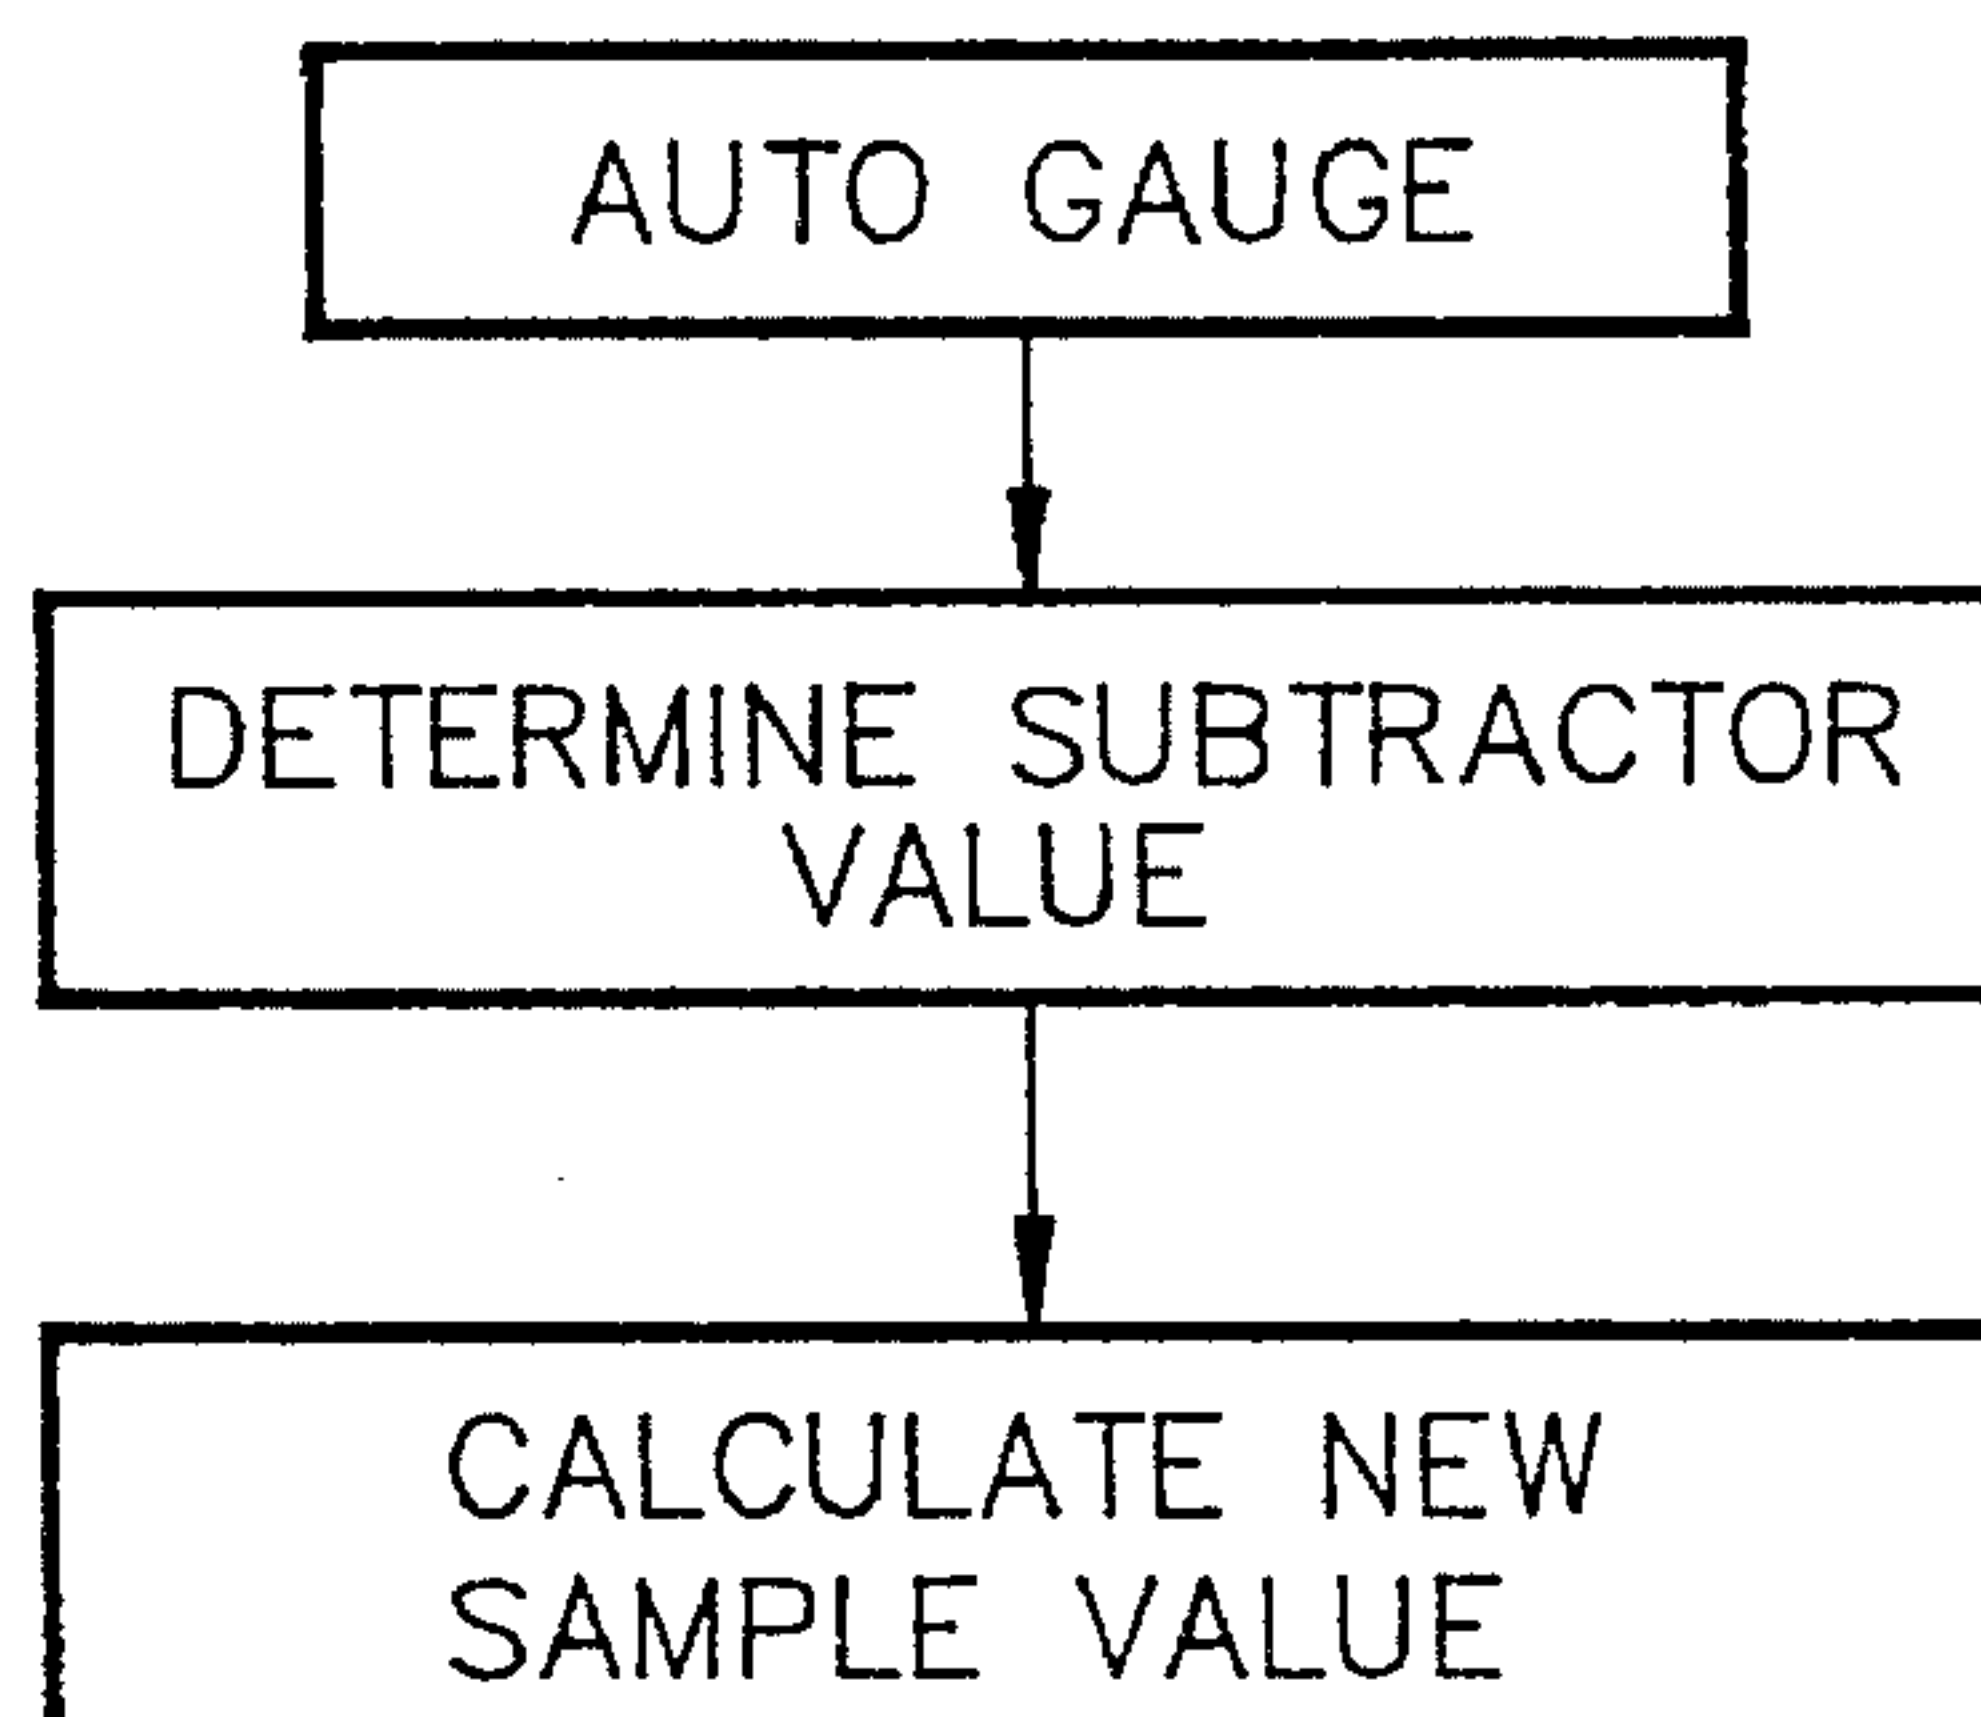 AUTO GAUGE
DETERMINE SUBTRACTOR
VALUE
CALCULATE NEW
SAMPLE VALUE